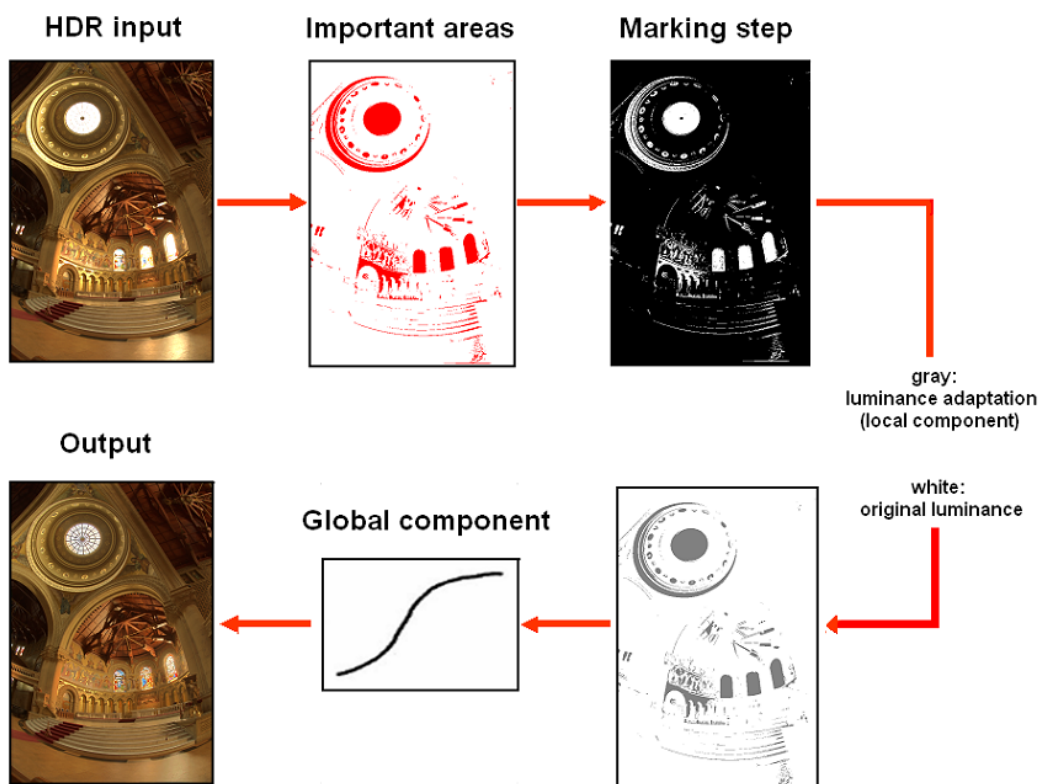 HDR input
Important areas
Marking step
gray:
luminance adaptation
(local component)
Output
white:
original luminance
Global component